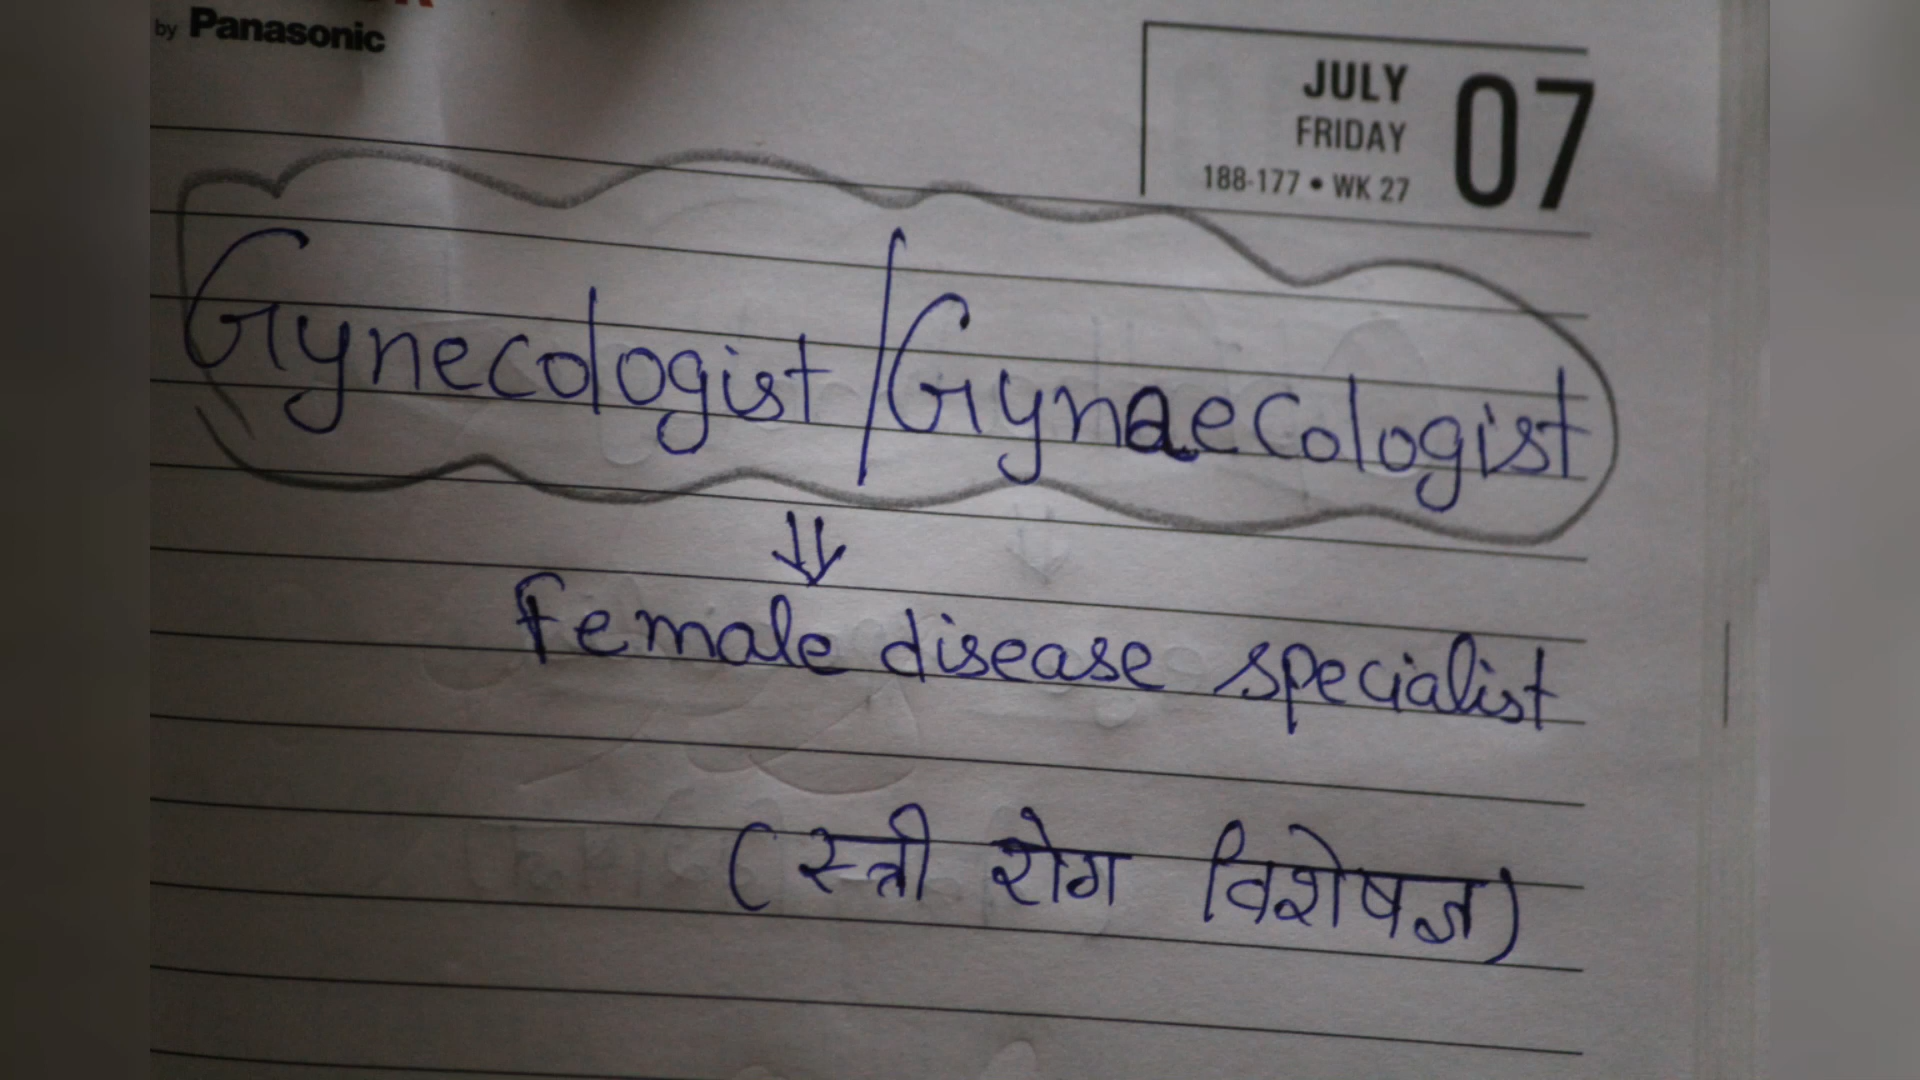 by Panasonic
JULY 07
FRIDAY
188-177 • WK 27
Gynecologist/Gynaecologist
⇓
Female disease specialist
(स्त्री रोग विशेषज्ञ)